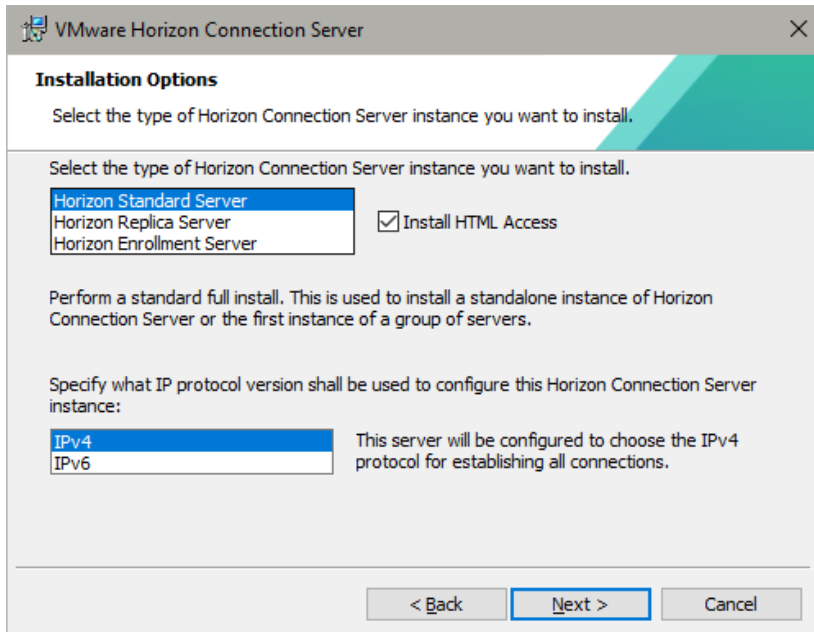 VMware Horizon Connection Server
Installation Options
Select the type of Horizon Connection Server instance you want to install.
Select the type of Horizon Connection Server instance you want to install.
Horizon Standard Server
Horizon Replica Server
Horizon Enrollment Server
Install HTML Access
Perform a standard full install. This is used to install a standalone instance of Horizon
Connection Server or the first instance of a group of servers.
Specify what IP protocol version shall be used to configure this Horizon Connection Server
instance:
IPv4
IPv6
This server will be configured to choose the IPv4
protocol for establishing all connections.
< Back
Next >
Cancel